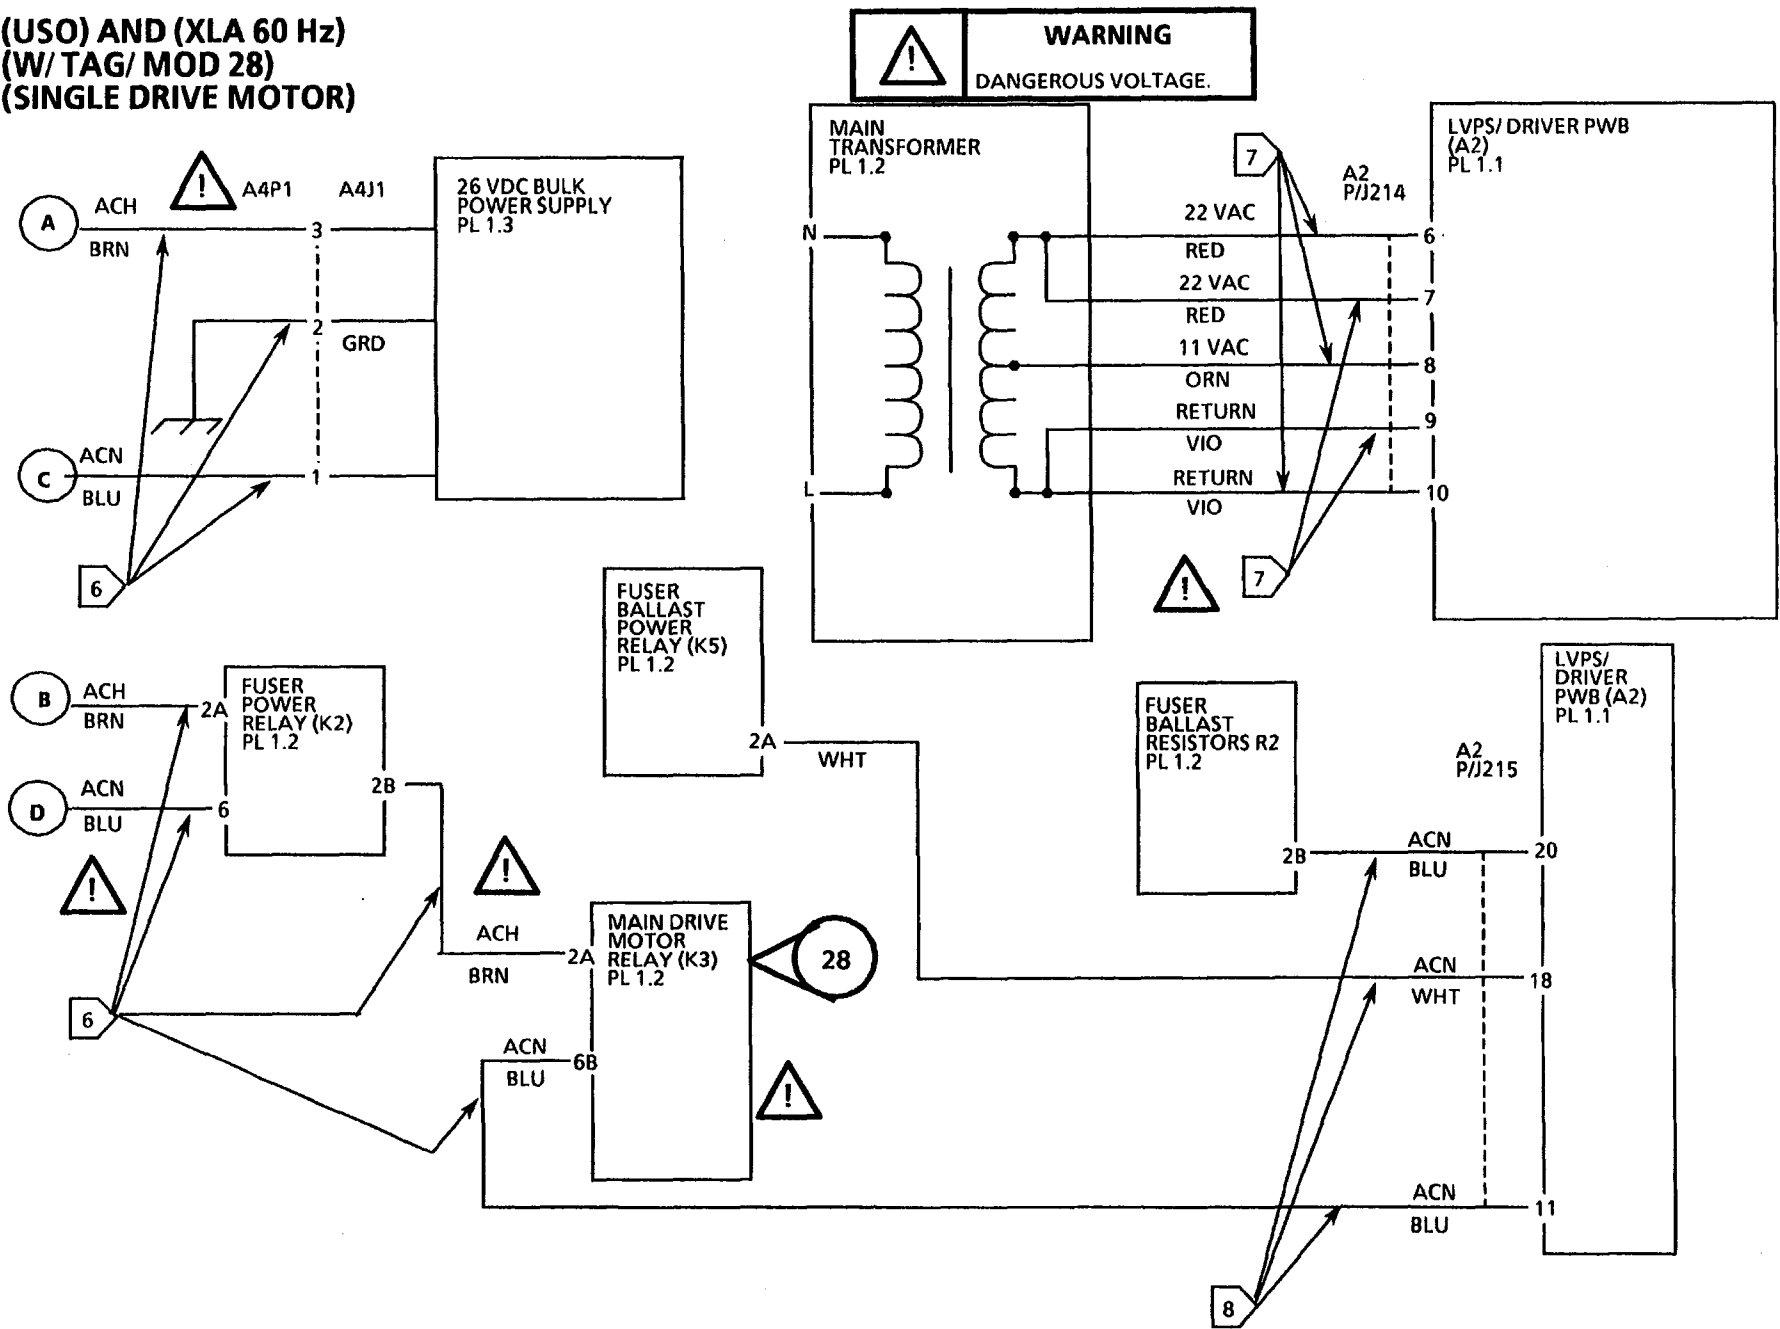 (USO) AND (XLA 60 Hz)
(W/ TAG/ MOD 28)
(SINGLE DRIVE MOTOR)
!
WARNING
DANGEROUS VOLTAGE.
A
ACH
BRN
!
A4P1
A4J1
3
2
GRD
1
26 VDC BULK
POWER SUPPLY
PL 1.3
C
ACN
BLU
6
MAIN
TRANSFORMER
PL 1.2
N
L
7
22 VAC
RED
22 VAC
RED
11 VAC
ORN
RETURN
VIO
RETURN
VIO
A2
P/J214
6
7
8
9
10
LVPS/ DRIVER PWB
(A2)
PL 1.1
!
7
FUSER
BALLAST
POWER
RELAY (K5)
PL 1.2
2A
WHT
B
ACH
BRN
2A
D
ACN
BLU
6
FUSER
POWER
RELAY (K2)
PL 1.2
2B
!
!
6
ACH
BRN
2A
MAIN DRIVE
MOTOR
RELAY (K3)
PL 1.2
28
ACN
BLU
6B
!
FUSER
BALLAST
RESISTORS R2
PL 1.2
2B
LVPS/
DRIVER
PWB (A2)
PL 1.1
A2
P/J215
ACN
BLU
20
ACN
WHT
18
ACN
BLU
11
8